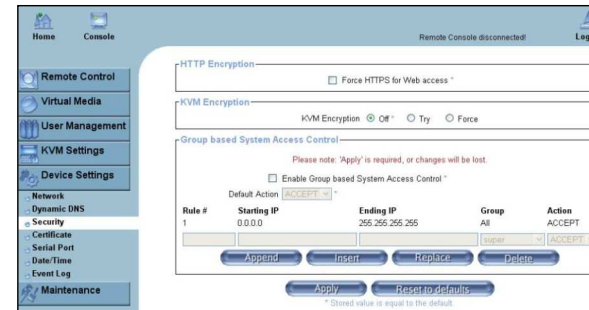 Home Console
Remote Console disconnected!
Remote Control
Virtual Media
User Management
KVM Settings
Device Settings
Network
Dynamic DNS
Security
Certificate
Serial Port
Date/Time
Event Log
Maintenance
HTTP Encryption
Force HTTPS for Web access *
KVM Encryption
KVM Encryption Off * Try Force
Group based System Access Control
Please note: 'Apply' is required, or changes will be lost.
Enable Group based System Access Control *
Default Action ACCEPT *
Rule # Starting IP Ending IP Group Action
1 0.0.0.0 255.255.255.255 All ACCEPT
super ACCEPT
Append Insert Replace Delete
Apply Reset to defaults
* Stored value is equal to the default.